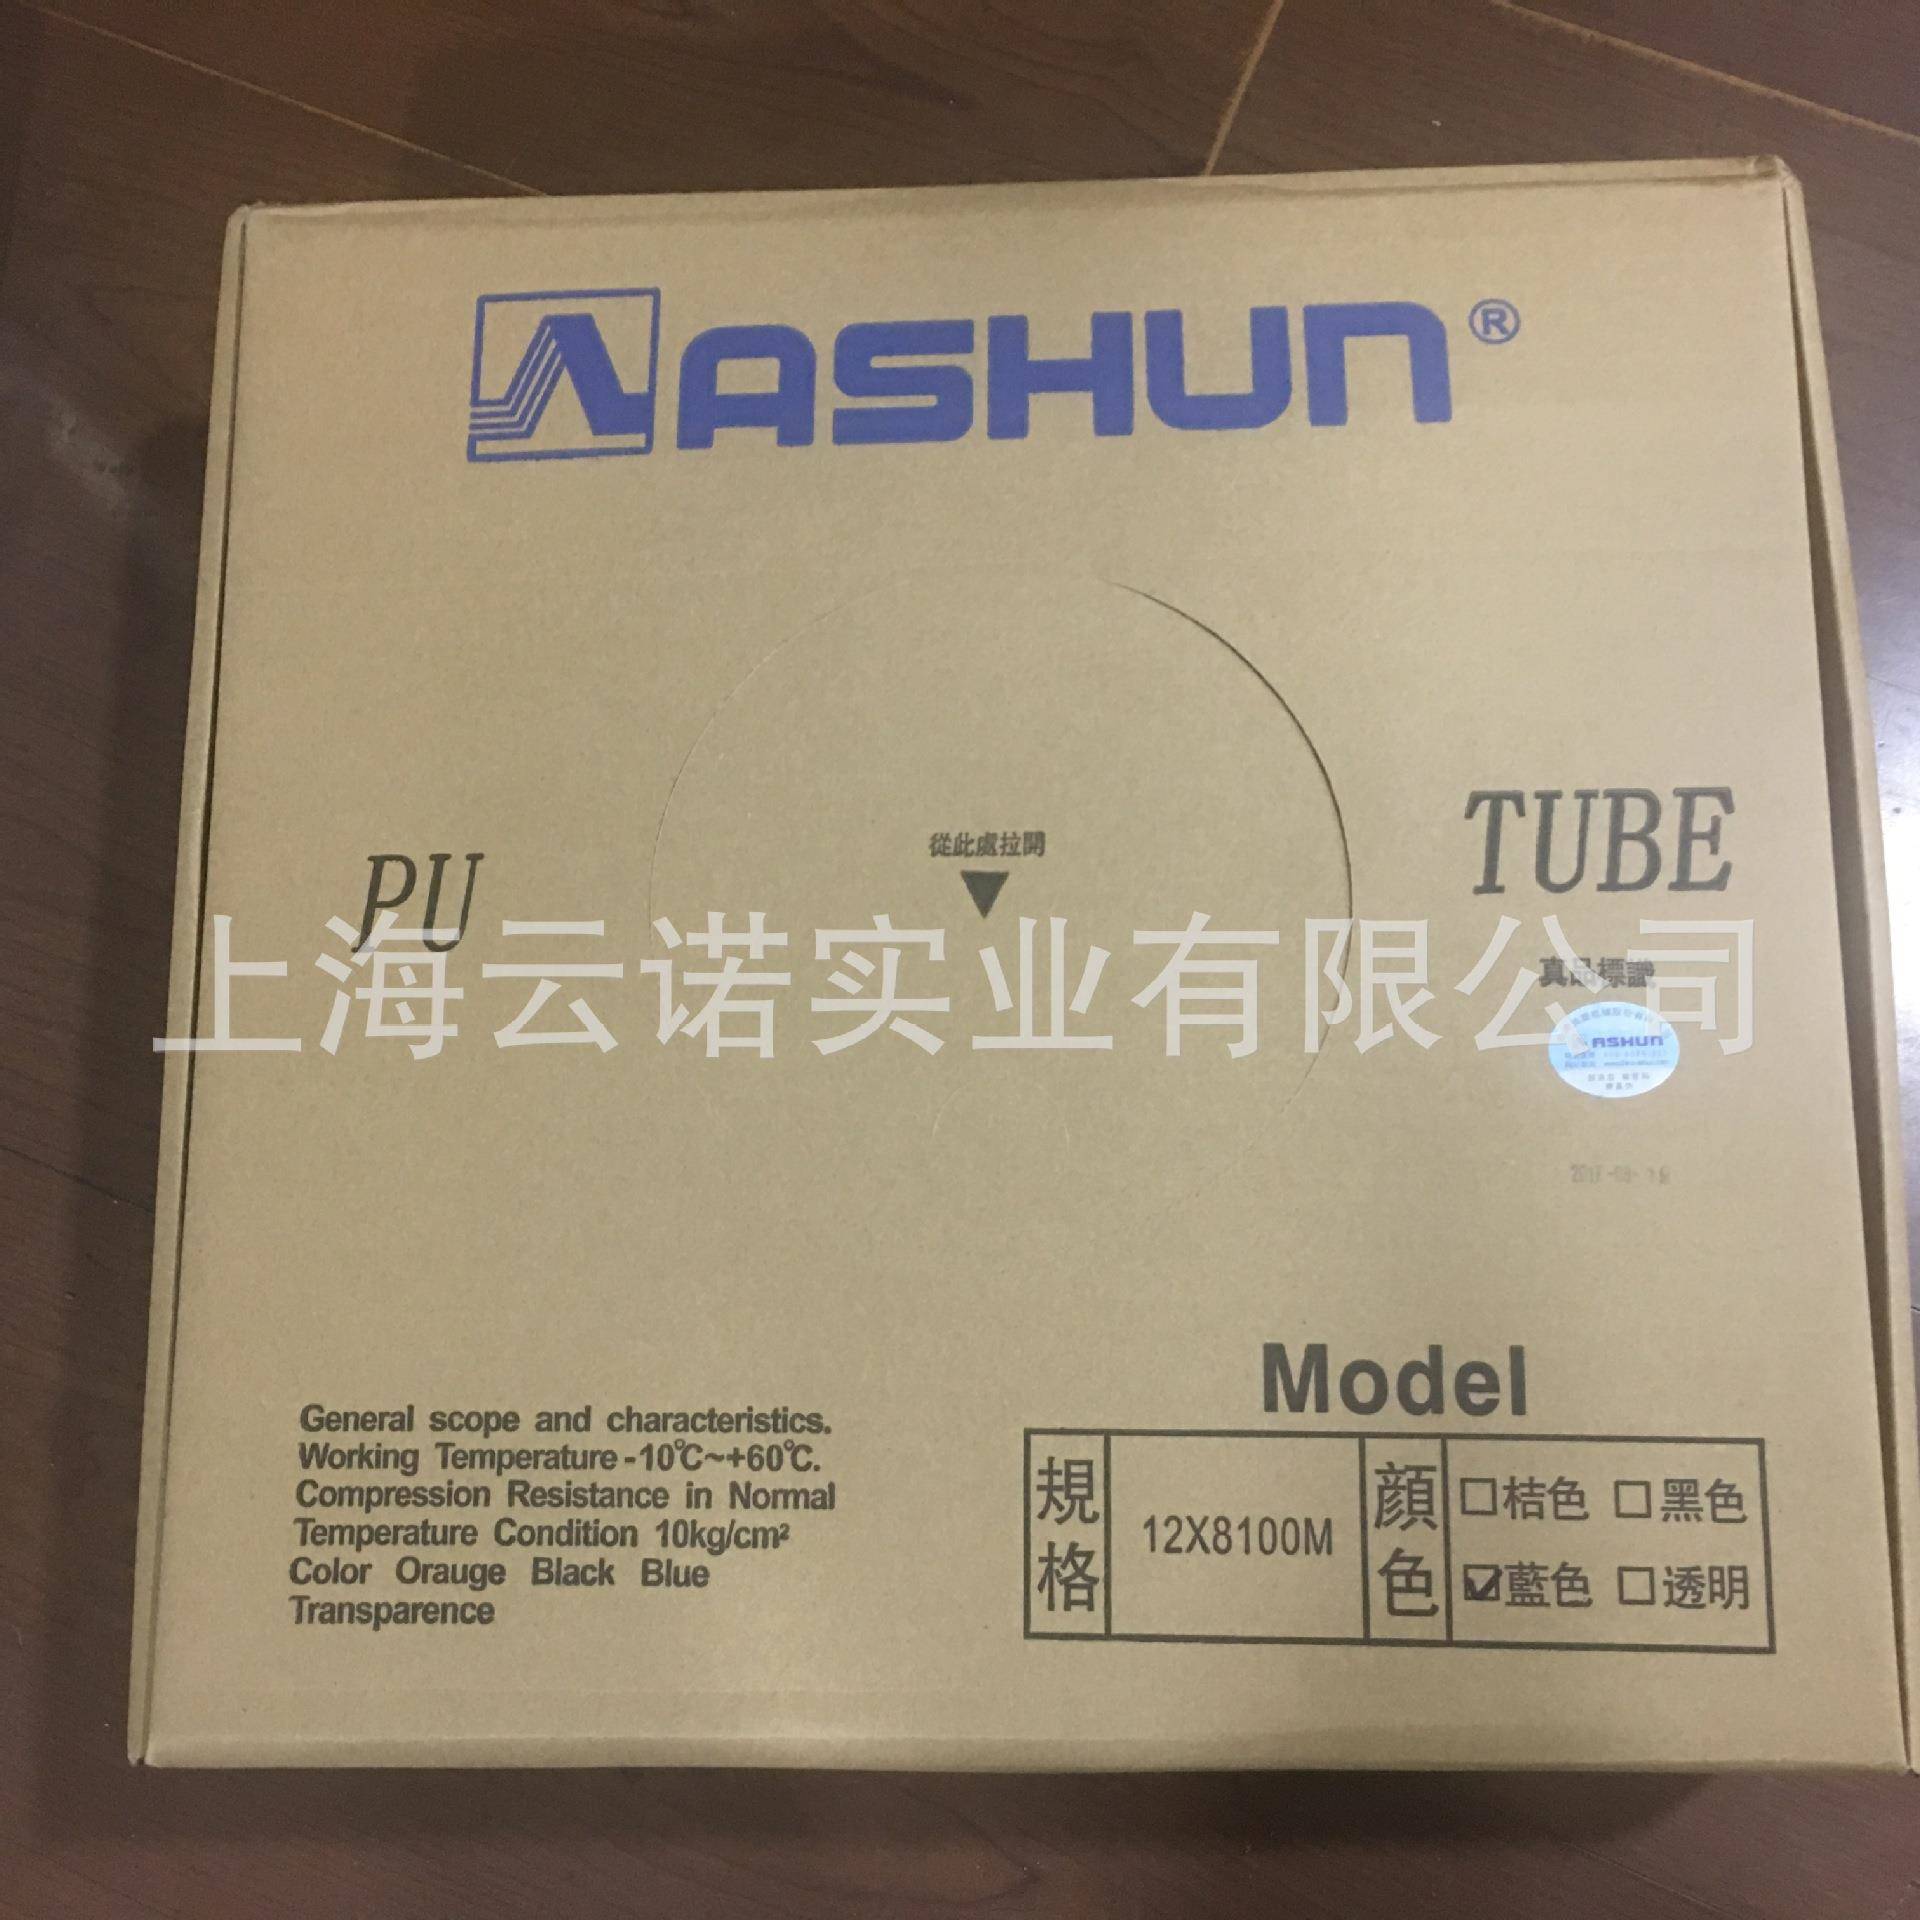 ASHUN®
從此處拉開
PU
TUBE
上海云诺实业有限公司
真品標識
ASHUN
Model
General scope and characteristics.
Working Temperature -10℃~+60℃.
Compression Resistance in Normal
Temperature Condition 10kg/cm²
Color Orauge Black Blue
Transparence
規格
12X8100M
顔色
☐桔色 ☐黑色
☑藍色 ☐透明